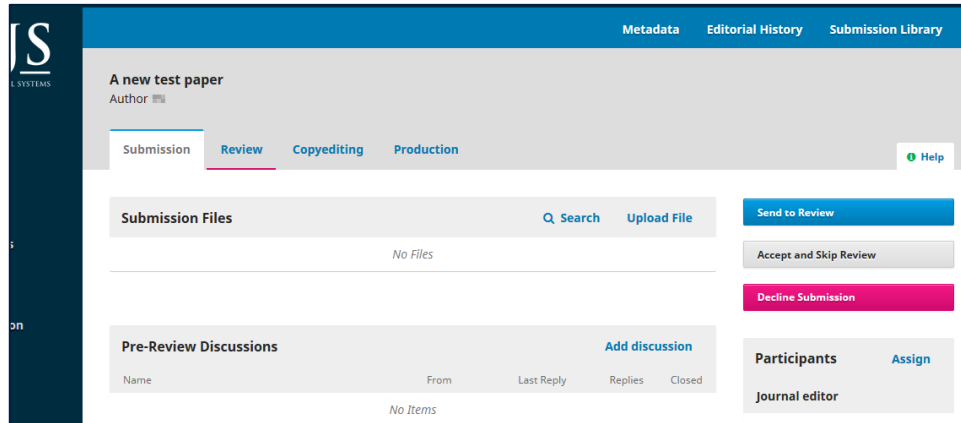 JS
L SYSTEMS
Metadata Editorial History Submission Library
A new test paper
Author
Submission Review Copyediting Production
Help
Submission Files Search Upload File
No Files
Send to Review
Accept and Skip Review
Decline Submission
s
on
Pre-Review Discussions Add discussion
Name From Last Reply Replies Closed
No Items
Participants Assign
Journal editor